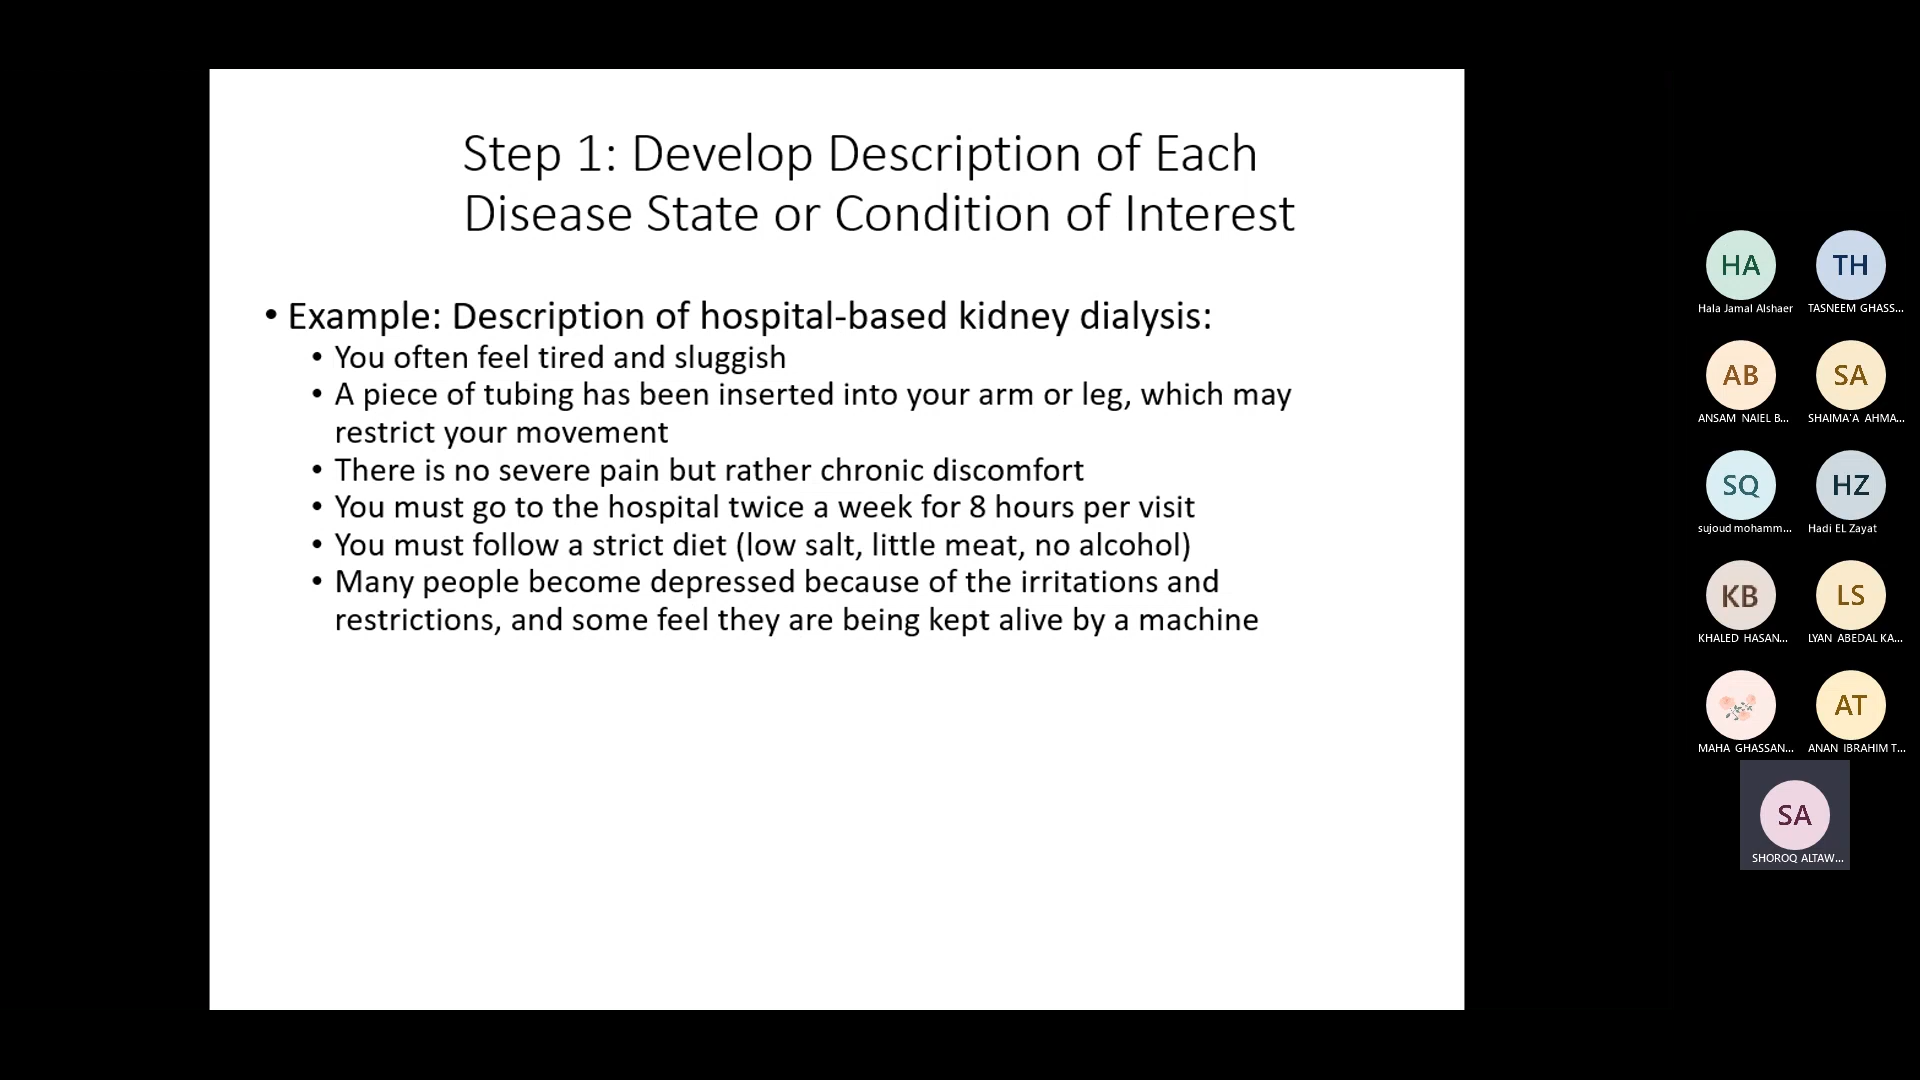 Step 1: Develop Description of Each
Disease State or Condition of Interest
• Example: Description of hospital-based kidney dialysis:
• You often feel tired and sluggish
• A piece of tubing has been inserted into your arm or leg, which may
restrict your movement
• There is no severe pain but rather chronic discomfort
• You must go to the hospital twice a week for 8 hours per visit
• You must follow a strict diet (low salt, little meat, no alcohol)
• Many people become depressed because of the irritations and
restrictions, and some feel they are being kept alive by a machine
HA
TH
Hala Jamal Alshaer
TASNEEM GHASS...
AB
SA
ANSAM NAIEL B...
SHAIMA'A AHMA...
SQ
HZ
sujoud mohamm...
Hadi EL Zayat
KB
LS
KHALED HASAN...
LYAN ABEDAL KA...
AT
MAHA GHASSAN...
ANAN IBRAHIM T...
SA
SHOROQ ALTAW...